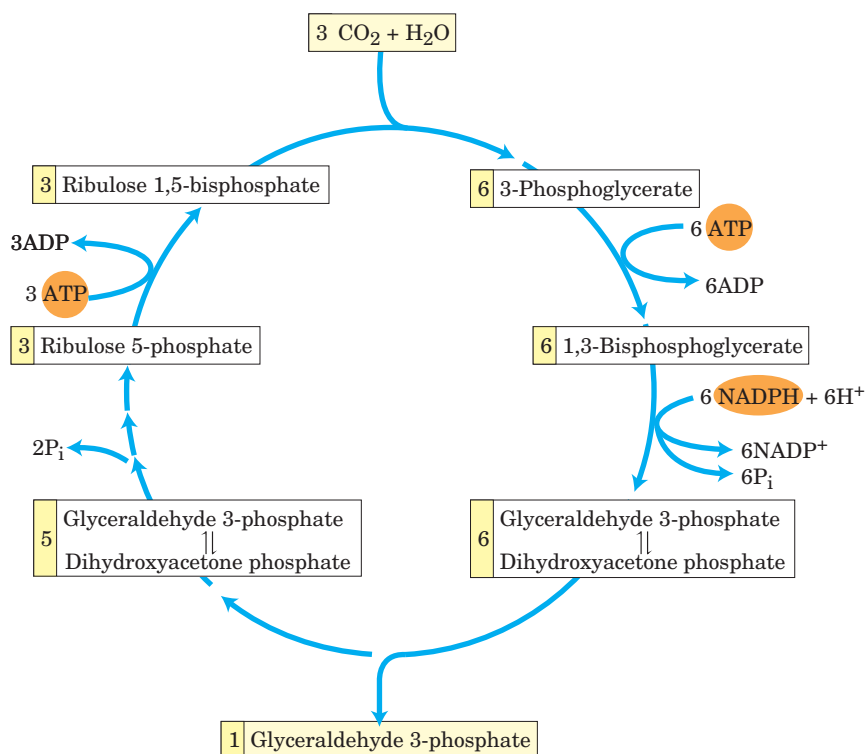 3 CO₂ + H₂O
3 Ribulose 1,5-bisphosphate
6 3-Phosphoglycerate
3ADP
3 ATP
6 ATP
6ADP
3 Ribulose 5-phosphate
6 1,3-Bisphosphoglycerate
6 NADPH + 6H⁺
6NADP⁺
6Pᵢ
2Pᵢ
5 Glyceraldehyde 3-phosphate
⇌
Dihydroxyacetone phosphate
6 Glyceraldehyde 3-phosphate
⇌
Dihydroxyacetone phosphate
1 Glyceraldehyde 3-phosphate